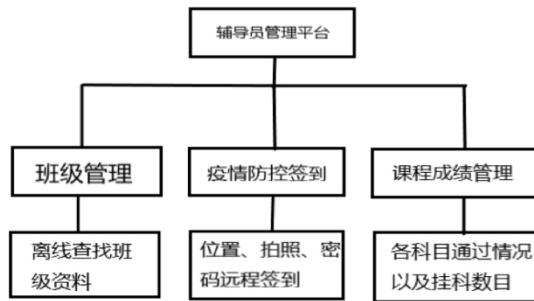 辅导员管理平台
班级管理
疫情防控签到
课程成绩管理
离线查找班
级资料
位置、拍照、密
码远程签到
各科目通过情况
以及挂科数目